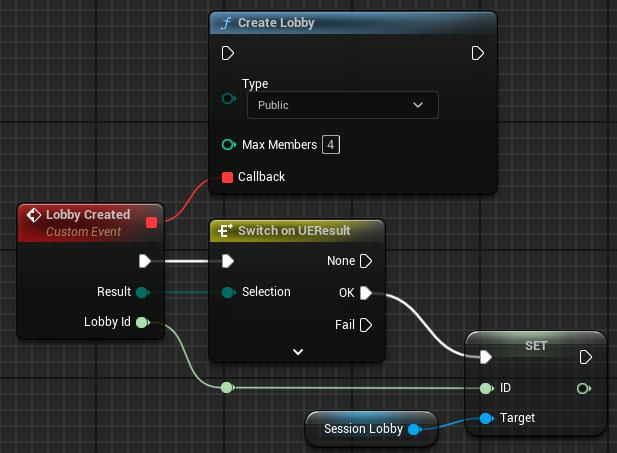 Create Lobby
Type
Public
Max Members 4
Callback
Lobby Created
Custom Event
Result
Lobby Id
Switch on UEResult
None
Selection
OK
Fail
SET
ID
Target
Session Lobby